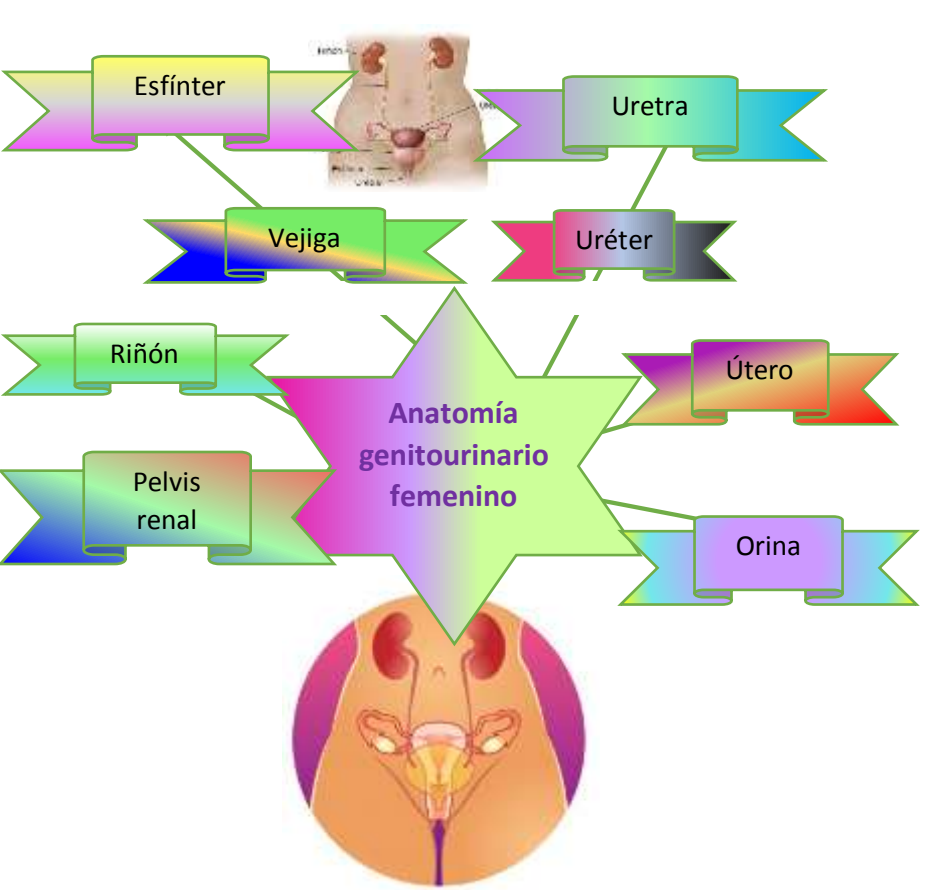 Esfínter
Uretra
Vejiga
Uréter
Riñón
Útero
Anatomía
genitourinario
femenino
Pelvis
renal
Orina